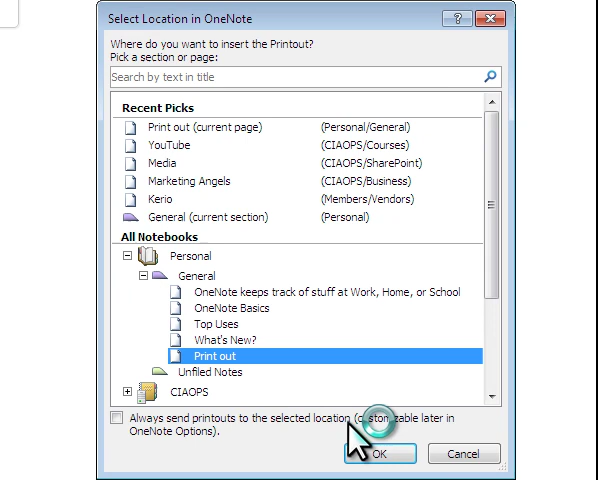 Select Location in OneNote
Where do you want to insert the Printout?
Pick a section or page:
Search by text in title
Recent Picks
Print out (current page) (Personal/General)
YouTube (CIAOPS/Courses)
Media (CIAOPS/SharePoint)
Marketing Angels (CIAOPS/Business)
Kerio (Members/Vendors)
General (current section) (Personal)
All Notebooks
Personal
General
OneNote keeps track of stuff at Work, Home, or School
OneNote Basics
Top Uses
What's New?
Print out
Unfiled Notes
CIAOPS
Always send printouts to the selected location (customizable later in
OneNote Options).
OK Cancel